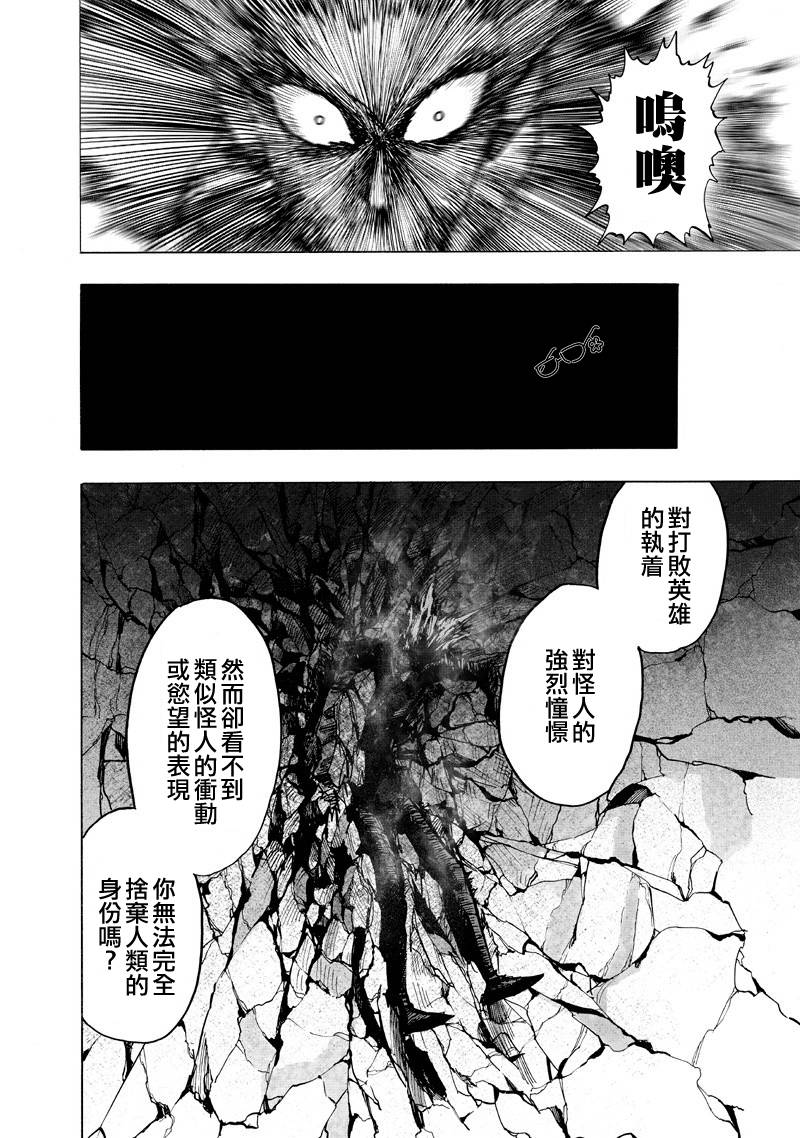 嗚噢
對打敗英雄
的執着
對怪人的
強烈憧憬
然而卻看不到
類似怪人的衝動
或慾望的表現
你無法完全
捨棄人類的
身份嗎？